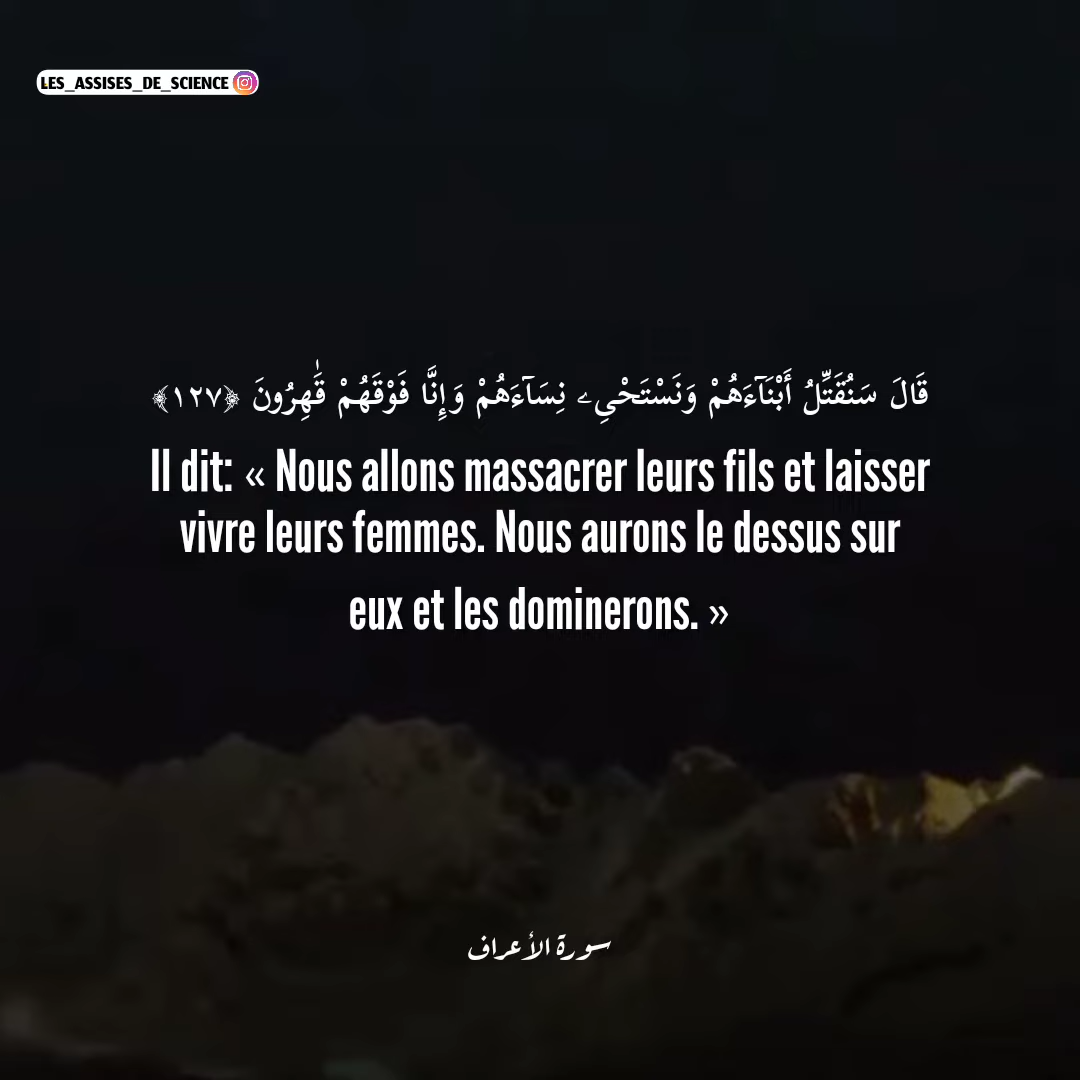 LES_ASSISES_DE_SCIENCE
قَالَ سَنُقَتِّلُ أَبْنَآءَهُمْ وَنَسْتَحْىِۦ نِسَآءَهُمْ وَإِنَّا فَوْقَهُمْ قَٰهِرُونَ ﴿١٢٧﴾
Il dit: « Nous allons massacrer leurs fils et laisser
vivre leurs femmes. Nous aurons le dessus sur
eux et les dominerons. »
سورة الأعراف